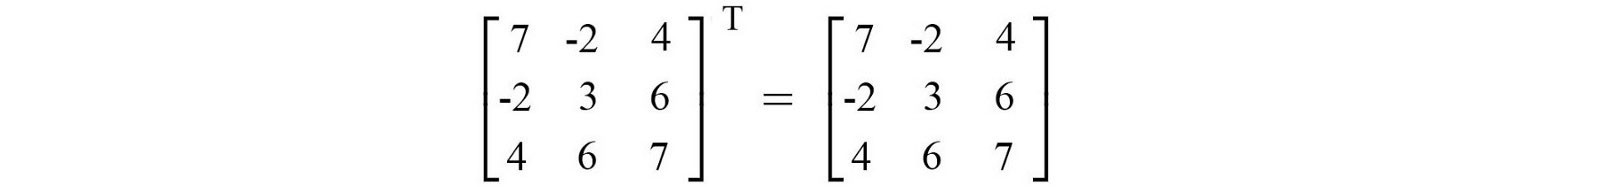 [ 7 -2 4 ] T [ 7 -2 4 ]
[ -2 3 6 ] = [ -2 3 6 ]
[ 4 6 7 ] [ 4 6 7 ]